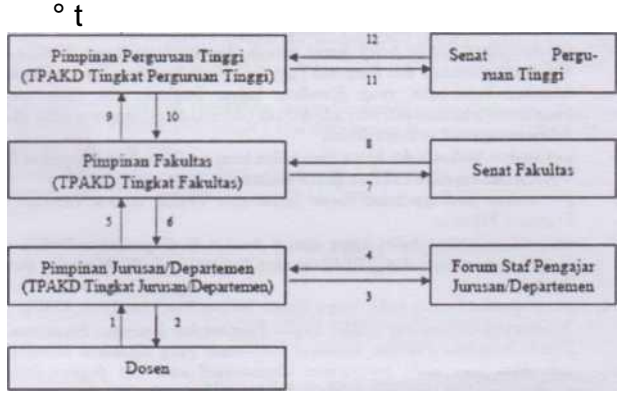 ° t
12
Pimpinan Perguruan Tinggi
(TPAKD Tingkat Perguruan Tinggi)
Senat Pergu-
ruan Tinggi
11
9
10
8
Pimpinan Fakultas
(TPAKD Tingkat Fakultas)
Senat Fakultas
7
5
6
4
Pimpinan Jurusan/Departemen
(TPAKD Tingkat Jurusan/Departemen)
Forum Staf Pengajar
Jurusan/Departemen
3
1
2
Dosen